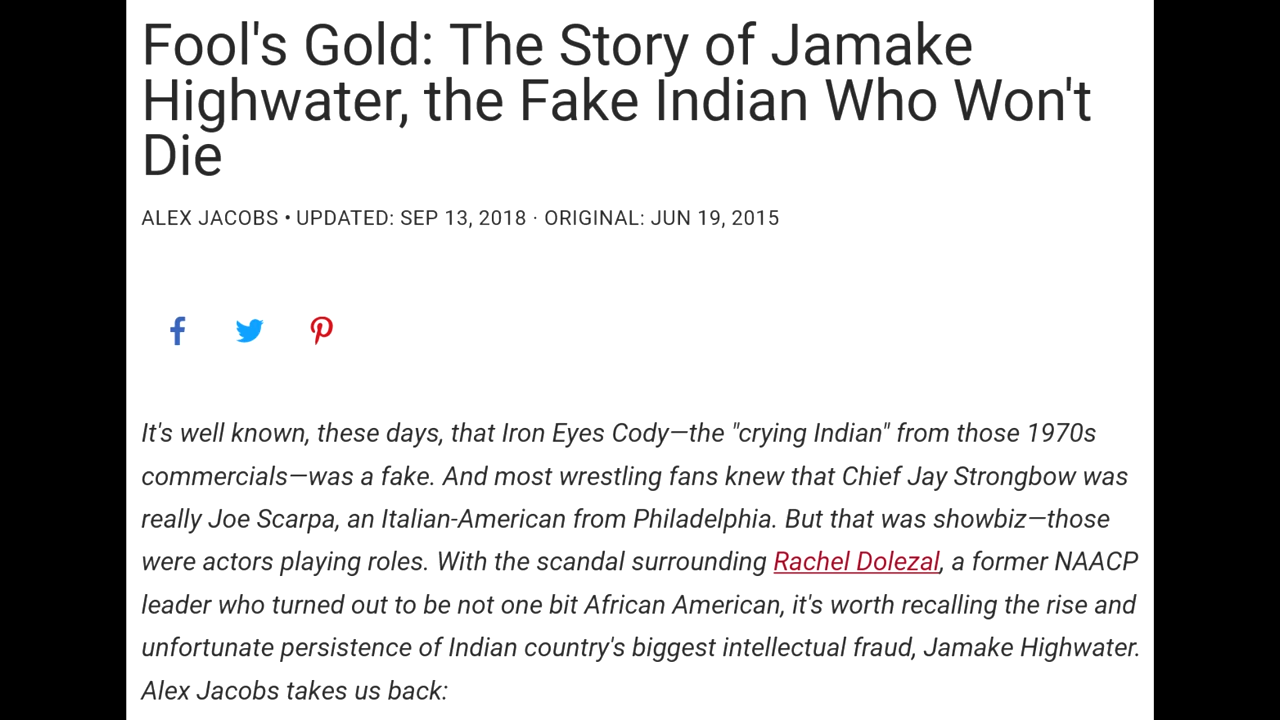 Fool's Gold: The Story of Jamake
Highwater, the Fake Indian Who Won't
Die
ALEX JACOBS • UPDATED: SEP 13, 2018 · ORIGINAL: JUN 19, 2015
It's well known, these days, that Iron Eyes Cody—the "crying Indian" from those 1970s
commercials—was a fake. And most wrestling fans knew that Chief Jay Strongbow was
really Joe Scarpa, an Italian-American from Philadelphia. But that was showbiz—those
were actors playing roles. With the scandal surrounding Rachel Dolezal, a former NAACP
leader who turned out to be not one bit African American, it's worth recalling the rise and
unfortunate persistence of Indian country's biggest intellectual fraud, Jamake Highwater.
Alex Jacobs takes us back: